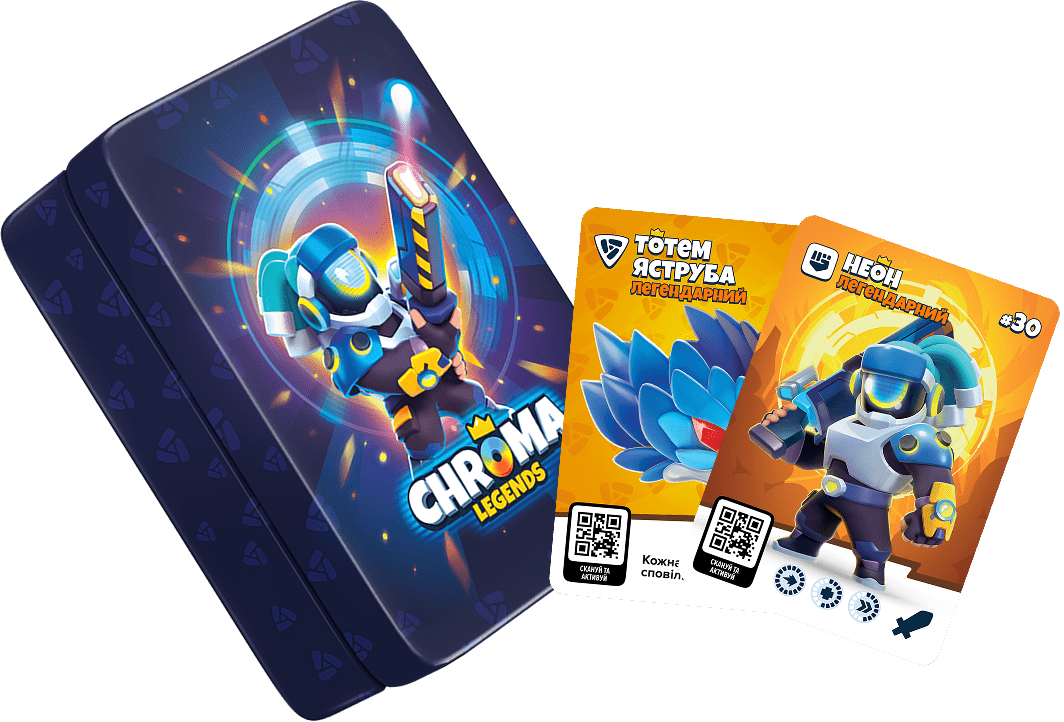 CHROMA
LEGENDS
ТОТЕМ
ЯСТРУБА
ЛЕГЕНДАРНИЙ
СКАНУЙ ТА
АКТИВУЙ
НЕОН
ЛЕГЕНДАРНИЙ
#30
СКАНУЙ ТА
АКТИВУЙ